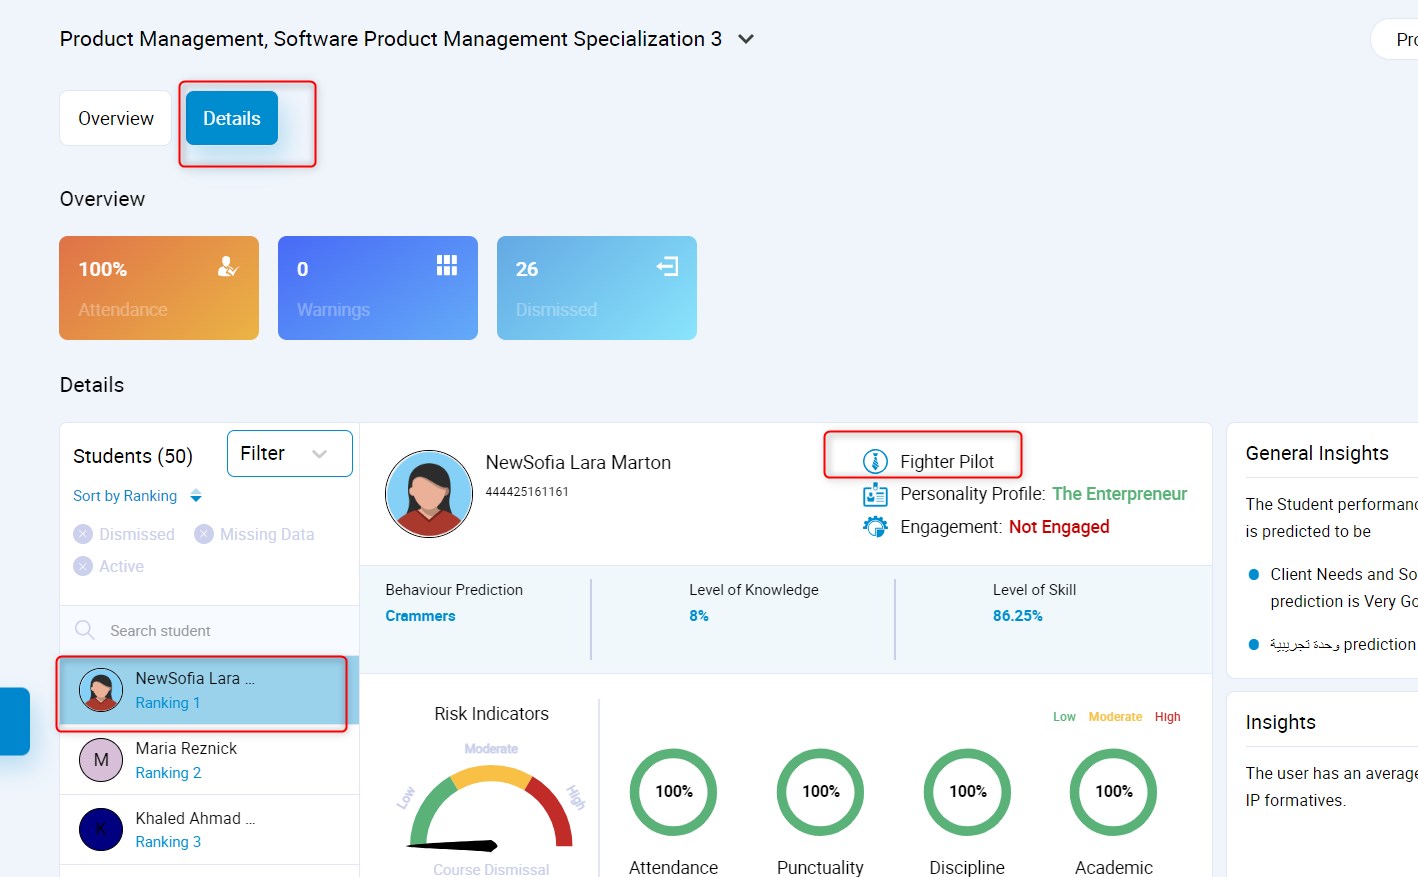 Product Management, Software Product Management Specialization 3
Pro
Overview
Details
Overview
100%
Attendance
0
Warnings
26
Dismissed
Details
Students (50)
Filter
Sort by Ranking
Dismissed
Missing Data
Active
Search student
NewSofia Lara ...
Ranking 1
M
Maria Reznick
Ranking 2
K
Khaled Ahmad ...
Ranking 3
NewSofia Lara Marton
444425161161
Fighter Pilot
Personality Profile: The Enterpreneur
Engagement: Not Engaged
Behaviour Prediction
Crammers
Level of Knowledge
8%
Level of Skill
86.25%
Risk Indicators
Low
Moderate
High
Course Dismissal
Low Moderate High
100%
Attendance
100%
Punctuality
100%
Discipline
100%
Academic
General Insights
The Student performanc
is predicted to be
Client Needs and So
prediction is Very Go
وحدة تجريبية prediction
Insights
The user has an average
IP formatives.